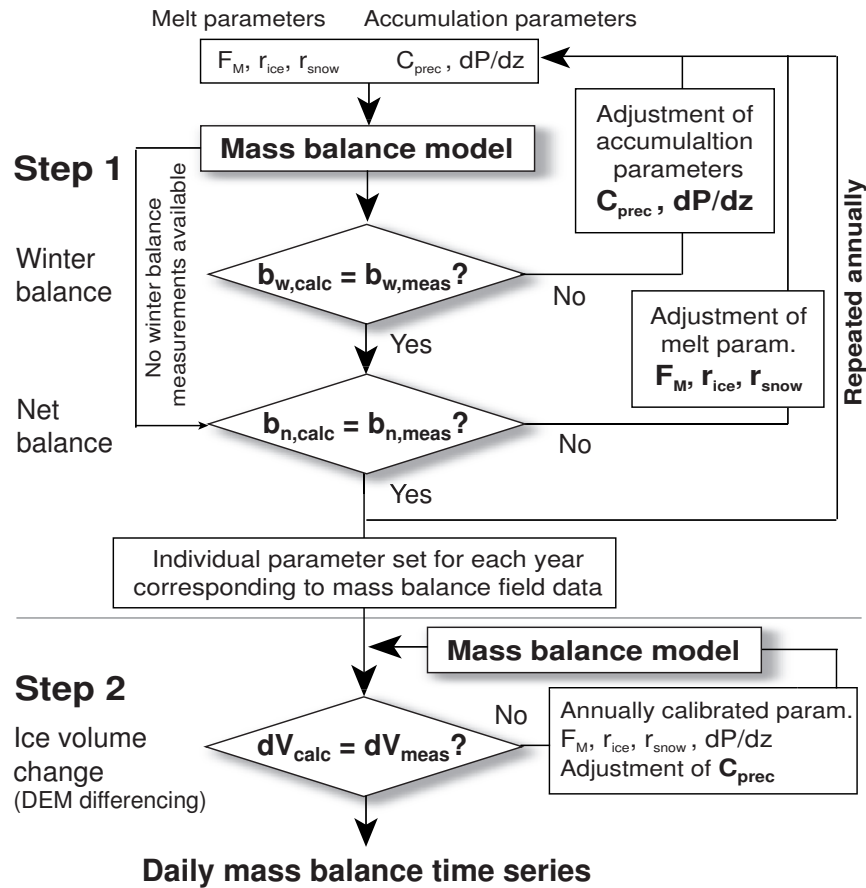 Melt parameters Accumulation parameters
F_M, r_ice, r_snow C_prec, dP/dz
Adjustment of
accumulaltion
parameters
C_prec, dP/dz
Mass balance model
Step 1
No winter balance
measurements available
Winter
balance
b_w,calc = b_w,meas?
No
Yes
Repeated annually
Adjustment of
melt param.
F_M, r_ice, r_snow
Net
balance
b_n,calc = b_n,meas?
No
Yes
Individual parameter set for each year
corresponding to mass balance field data
Mass balance model
Step 2
Ice volume
change
(DEM differencing)
dV_calc = dV_meas?
No
Annually calibrated param.
F_M, r_ice, r_snow, dP/dz
Adjustment of C_prec
Daily mass balance time series